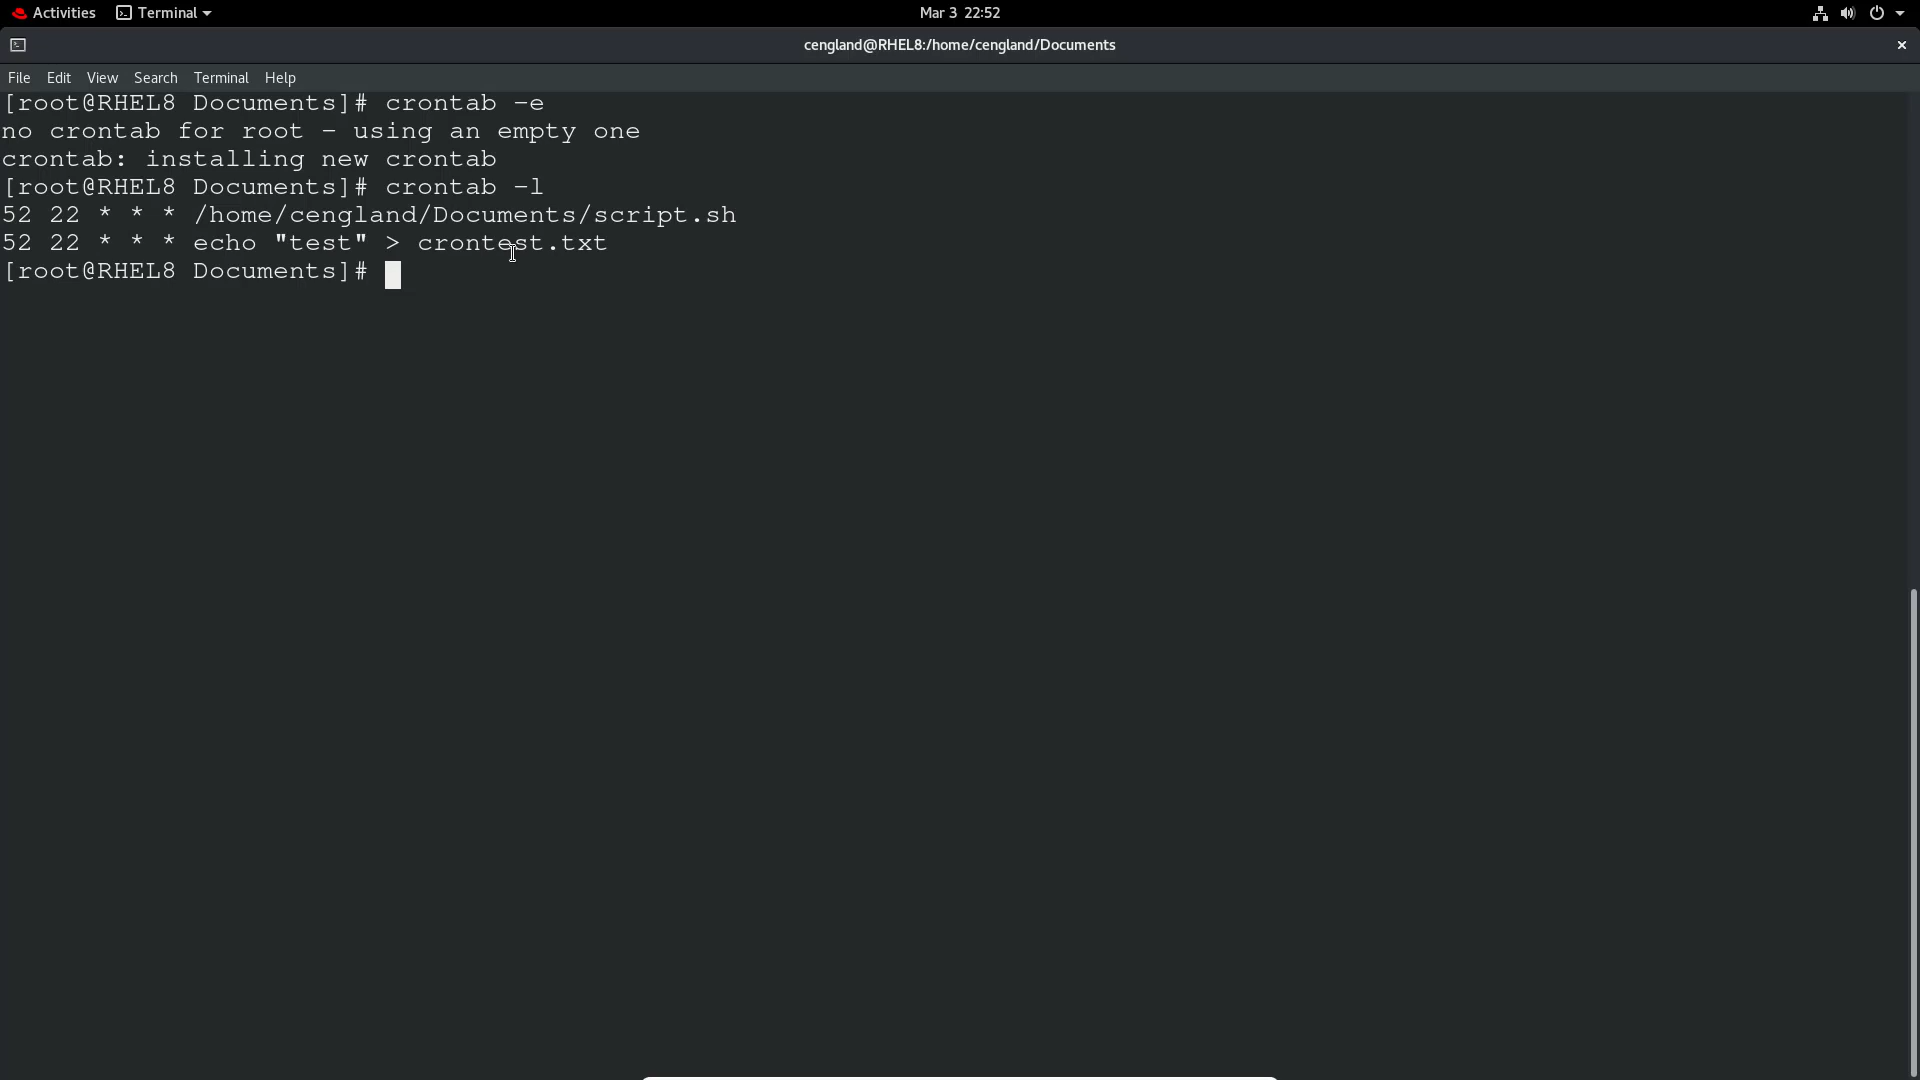 Activities Terminal Mar 3 22:52
cengland@RHEL8:/home/cengland/Documents
File Edit View Search Terminal Help
[root@RHEL8 Documents]# crontab -e
no crontab for root - using an empty one
crontab: installing new crontab
[root@RHEL8 Documents]# crontab -l
52 22 * * * /home/cengland/Documents/script.sh
52 22 * * * echo "test" > crontest.txt
[root@RHEL8 Documents]#